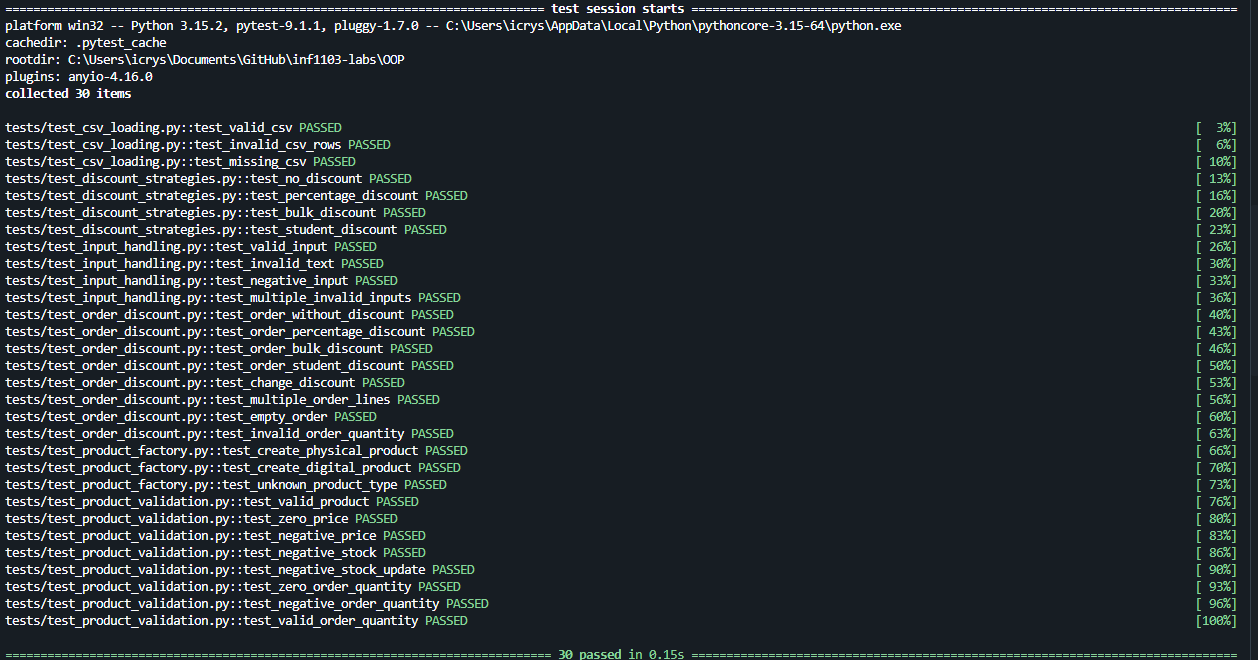 ============================= test session starts =============================
platform win32 -- Python 3.15.2, pytest-9.1.1, pluggy-1.7.0 -- C:\Users\icrys\AppData\Local\Python\pythoncore-3.15-64\python.exe
cachedir: .pytest_cache
rootdir: C:\Users\icrys\Documents\GitHub\inf1103-labs\OOP
plugins: anyio-4.16.0
collected 30 items

tests/test_csv_loading.py::test_valid_csv PASSED [  3%]
tests/test_csv_loading.py::test_invalid_csv_rows PASSED [  6%]
tests/test_csv_loading.py::test_missing_csv PASSED [ 10%]
tests/test_discount_strategies.py::test_no_discount PASSED [ 13%]
tests/test_discount_strategies.py::test_percentage_discount PASSED [ 16%]
tests/test_discount_strategies.py::test_bulk_discount PASSED [ 20%]
tests/test_discount_strategies.py::test_student_discount PASSED [ 23%]
tests/test_input_handling.py::test_valid_input PASSED [ 26%]
tests/test_input_handling.py::test_invalid_text PASSED [ 30%]
tests/test_input_handling.py::test_negative_input PASSED [ 33%]
tests/test_input_handling.py::test_multiple_invalid_inputs PASSED [ 36%]
tests/test_order_discount.py::test_order_without_discount PASSED [ 40%]
tests/test_order_discount.py::test_order_percentage_discount PASSED [ 43%]
tests/test_order_discount.py::test_order_bulk_discount PASSED [ 46%]
tests/test_order_discount.py::test_order_student_discount PASSED [ 50%]
tests/test_order_discount.py::test_change_discount PASSED [ 53%]
tests/test_order_discount.py::test_multiple_order_lines PASSED [ 56%]
tests/test_order_discount.py::test_empty_order PASSED [ 60%]
tests/test_order_discount.py::test_invalid_order_quantity PASSED [ 63%]
tests/test_product_factory.py::test_create_physical_product PASSED [ 66%]
tests/test_product_factory.py::test_create_digital_product PASSED [ 70%]
tests/test_product_factory.py::test_unknown_product_type PASSED [ 73%]
tests/test_product_validation.py::test_valid_product PASSED [ 76%]
tests/test_product_validation.py::test_zero_price PASSED [ 80%]
tests/test_product_validation.py::test_negative_price PASSED [ 83%]
tests/test_product_validation.py::test_negative_stock PASSED [ 86%]
tests/test_product_validation.py::test_negative_stock_update PASSED [ 90%]
tests/test_product_validation.py::test_zero_order_quantity PASSED [ 93%]
tests/test_product_validation.py::test_negative_order_quantity PASSED [ 96%]
tests/test_product_validation.py::test_valid_order_quantity PASSED [100%]

============================= 30 passed in 0.15s =============================